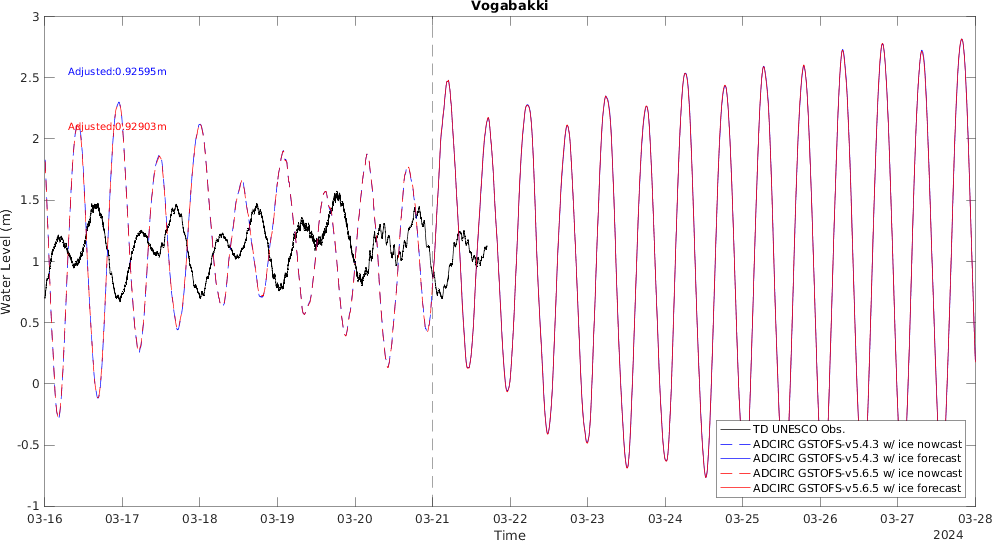 Vogabakki
3
2.5
2
1.5
1
0.5
0
-0.5
-1
Water Level (m)
Adjusted:0.92595m
Adjusted:0.92903m
TD UNESCO Obs.
ADCIRC GSTOFS-v5.4.3 w/ ice nowcast
ADCIRC GSTOFS-v5.4.3 w/ ice forecast
ADCIRC GSTOFS-v5.6.5 w/ ice nowcast
ADCIRC GSTOFS-v5.6.5 w/ ice forecast
03-16 03-17 03-18 03-19 03-20 03-21 03-22 03-23 03-24 03-25 03-26 03-27 03-28
Time
2024